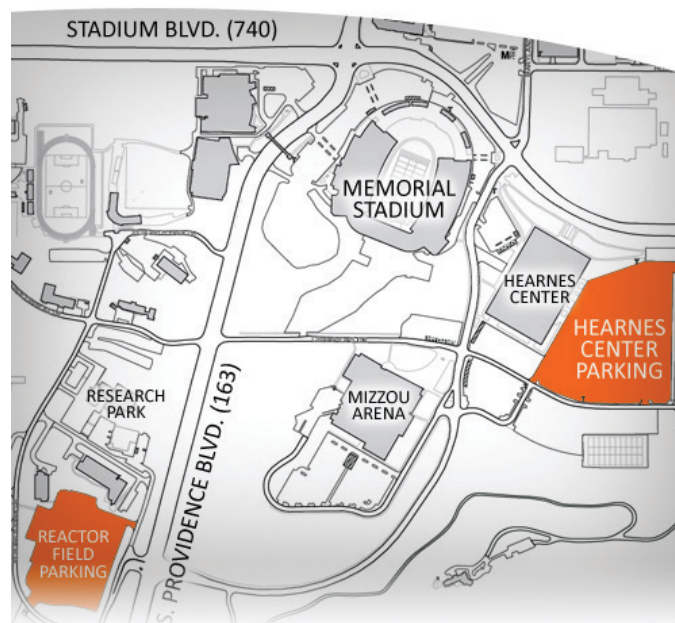 STADIUM BLVD. (740)
MEMORIAL
STADIUM
HEARNES
CENTER
HEARNES
CENTER
PARKING
RESEARCH
PARK
MIZZOU
ARENA
S. PROVIDENCE BLVD. (163)
REACTOR
FIELD
PARKING